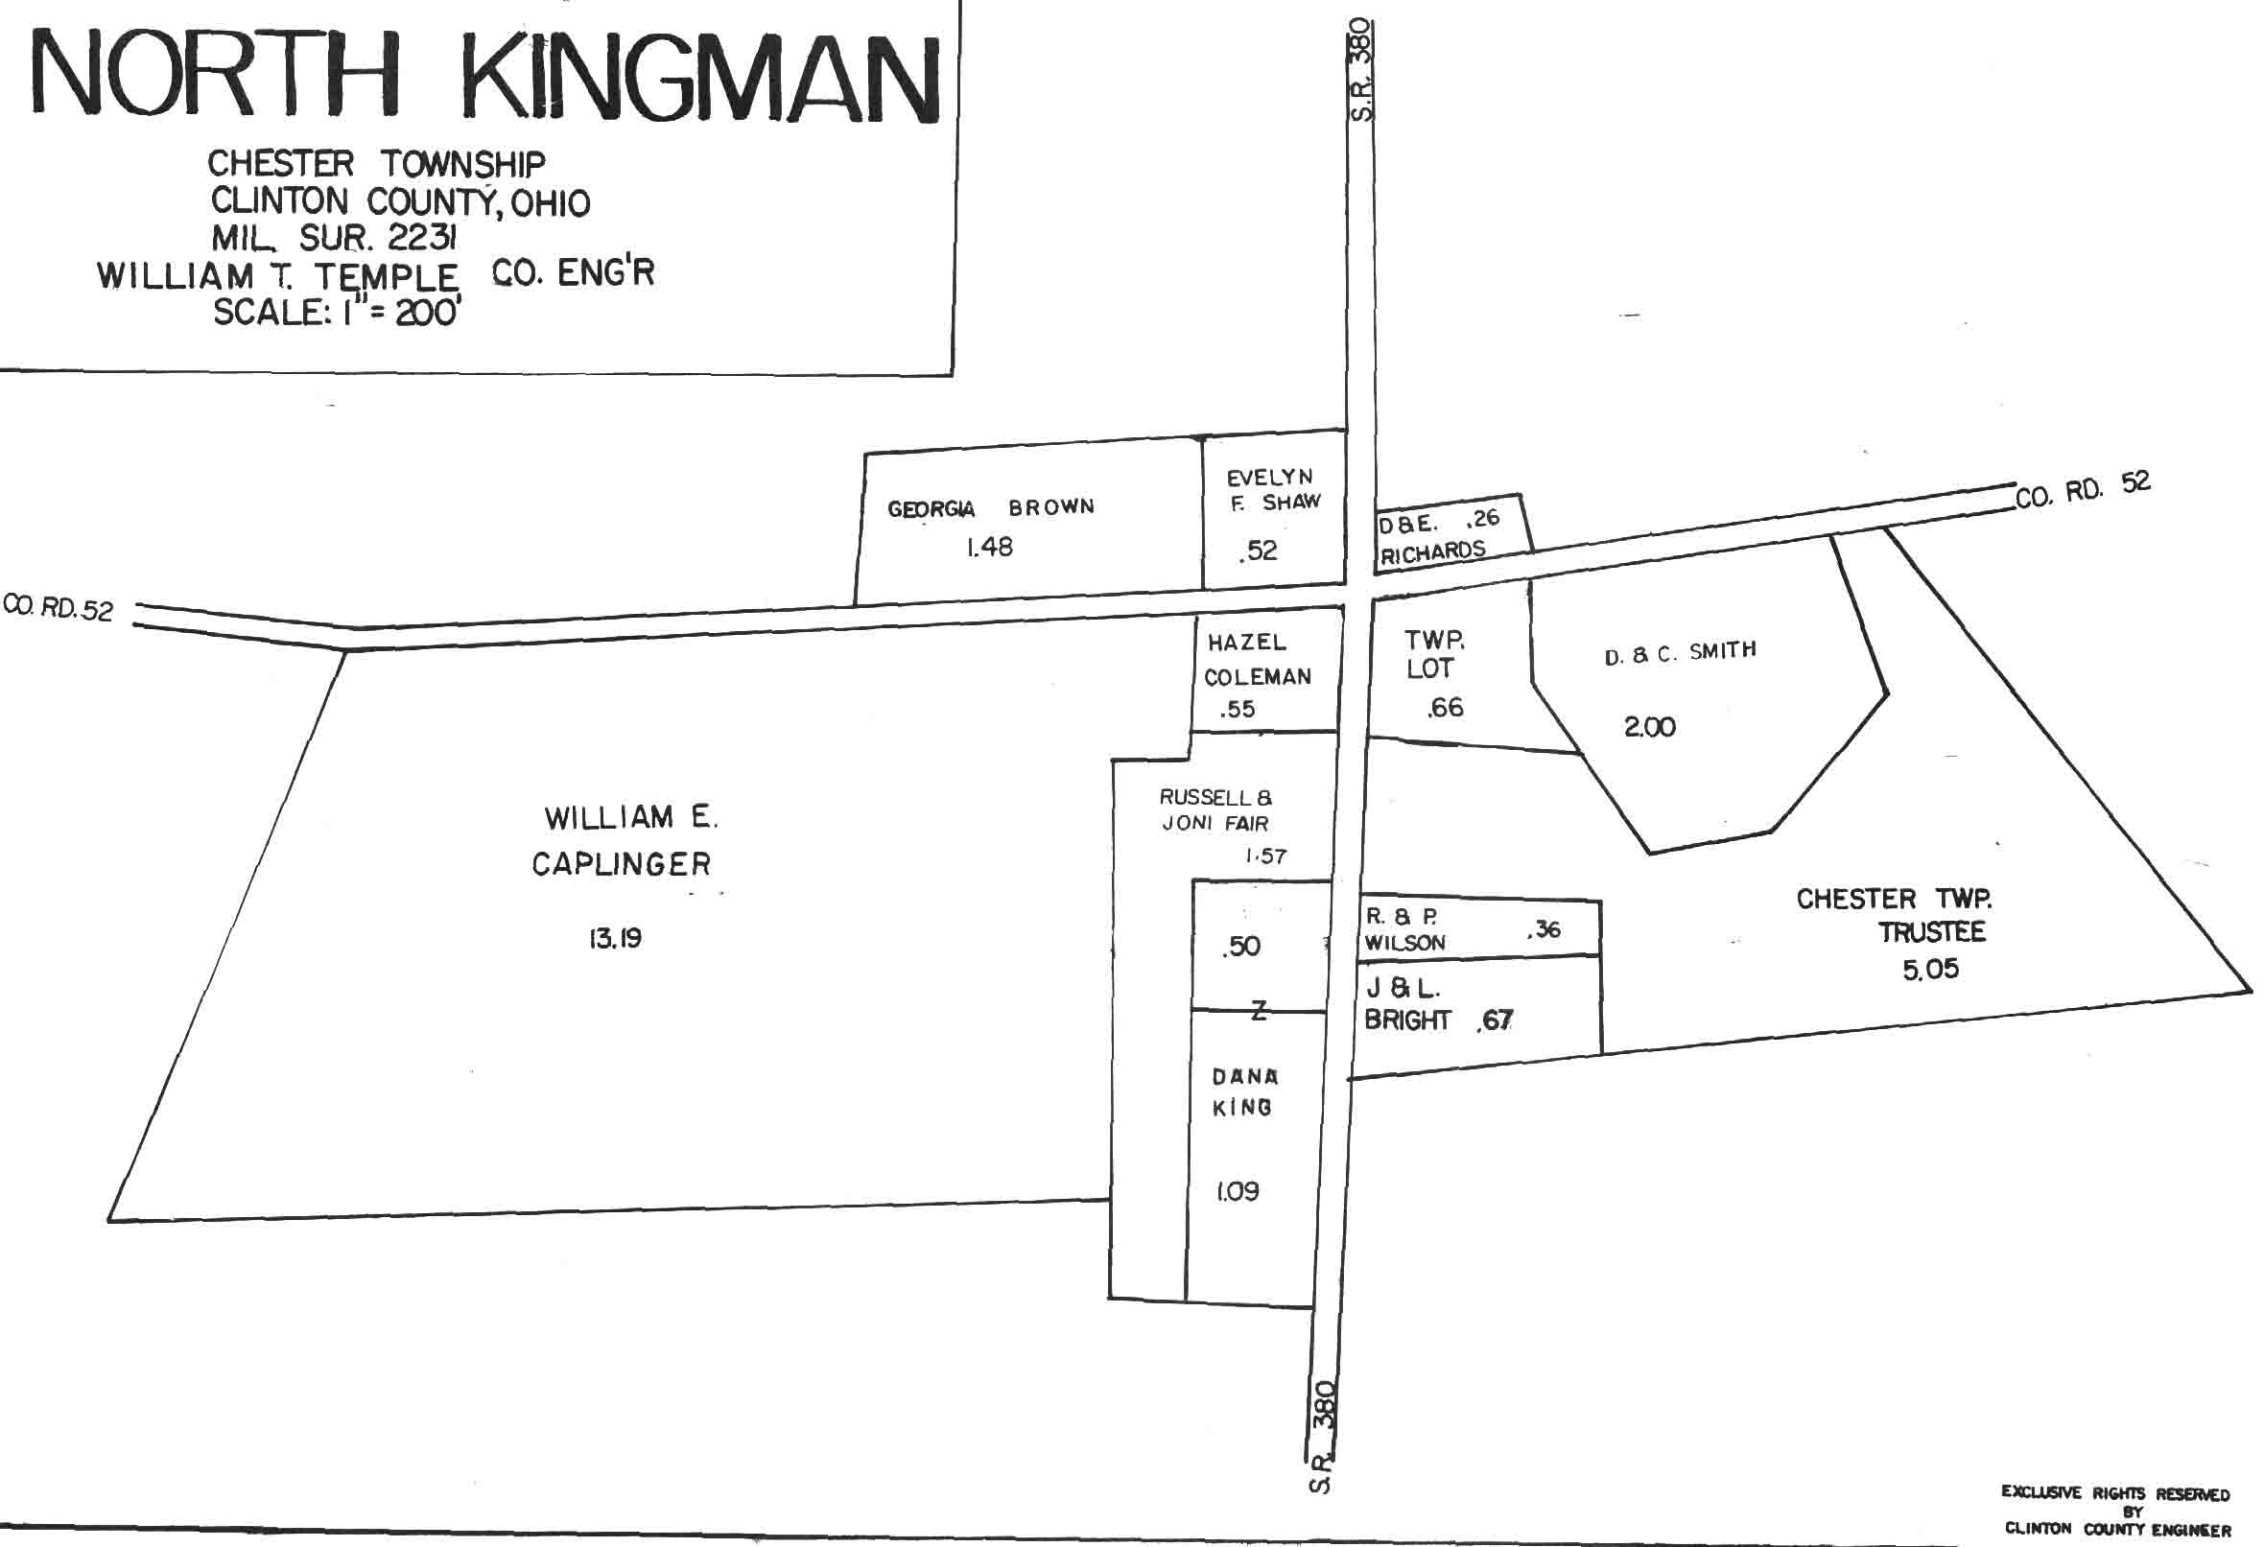 NORTH KINGMAN
CHESTER TOWNSHIP
CLINTON COUNTY, OHIO
MIL. SUR. 2231
WILLIAM T. TEMPLE CO. ENG'R
SCALE: 1" = 200'
S.R. 380
GEORGIA BROWN
1.48
EVELYN
F. SHAW
.52
D & E. .26
RICHARDS
CO. RD. 52
CO. RD. 52
HAZEL
COLEMAN
.55
TWP.
LOT
.66
D. & C. SMITH
2.00
WILLIAM E.
CAPLINGER
13.19
RUSSELL &
JONI FAIR
1.57
.50
Z
R. & P.
WILSON .36
J & L.
BRIGHT .67
CHESTER TWP.
TRUSTEE
5.05
DANA
KING
1.09
S.R. 380
EXCLUSIVE RIGHTS RESERVED
BY
CLINTON COUNTY ENGINEER